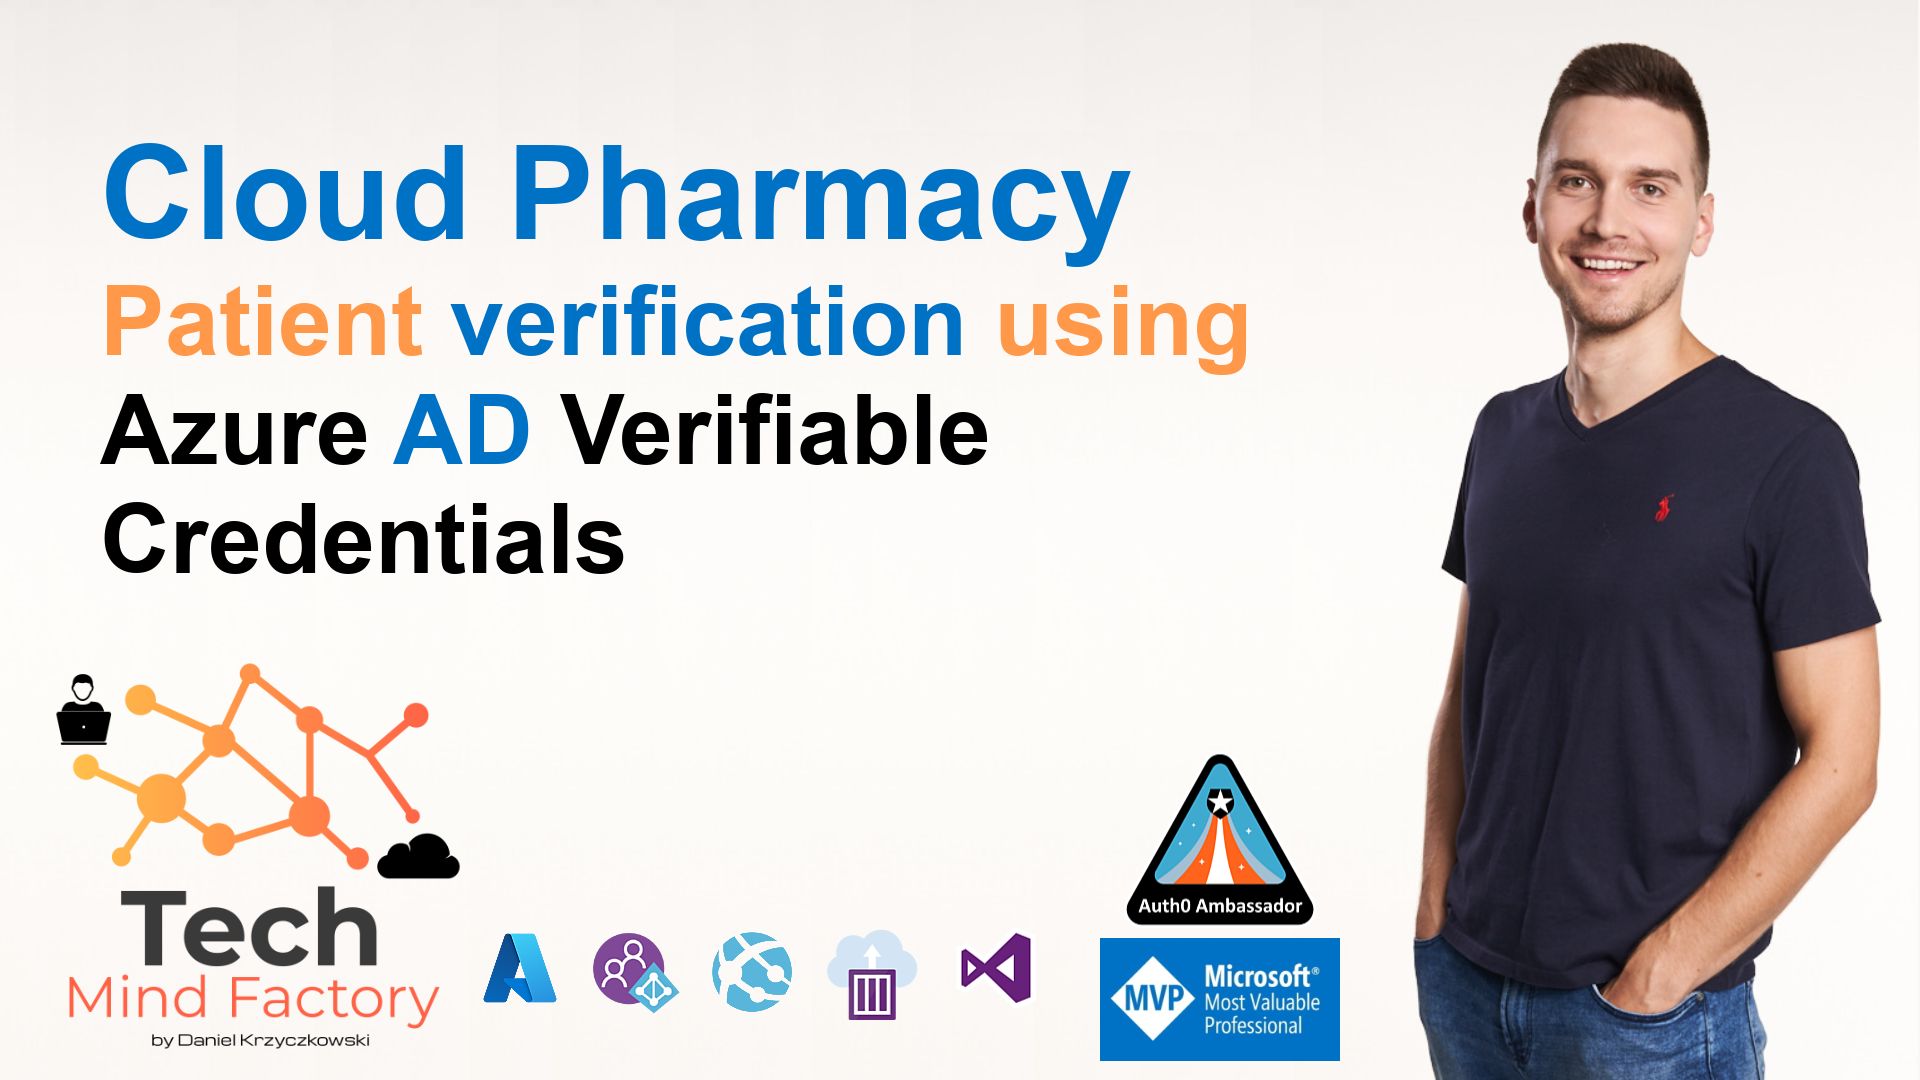 Cloud Pharmacy
Patient verification using
Azure AD Verifiable
Credentials
Tech
Mind Factory
by Daniel Krzyczkowski
Auth0 Ambassador
MVP
Microsoft®
Most Valuable
Professional